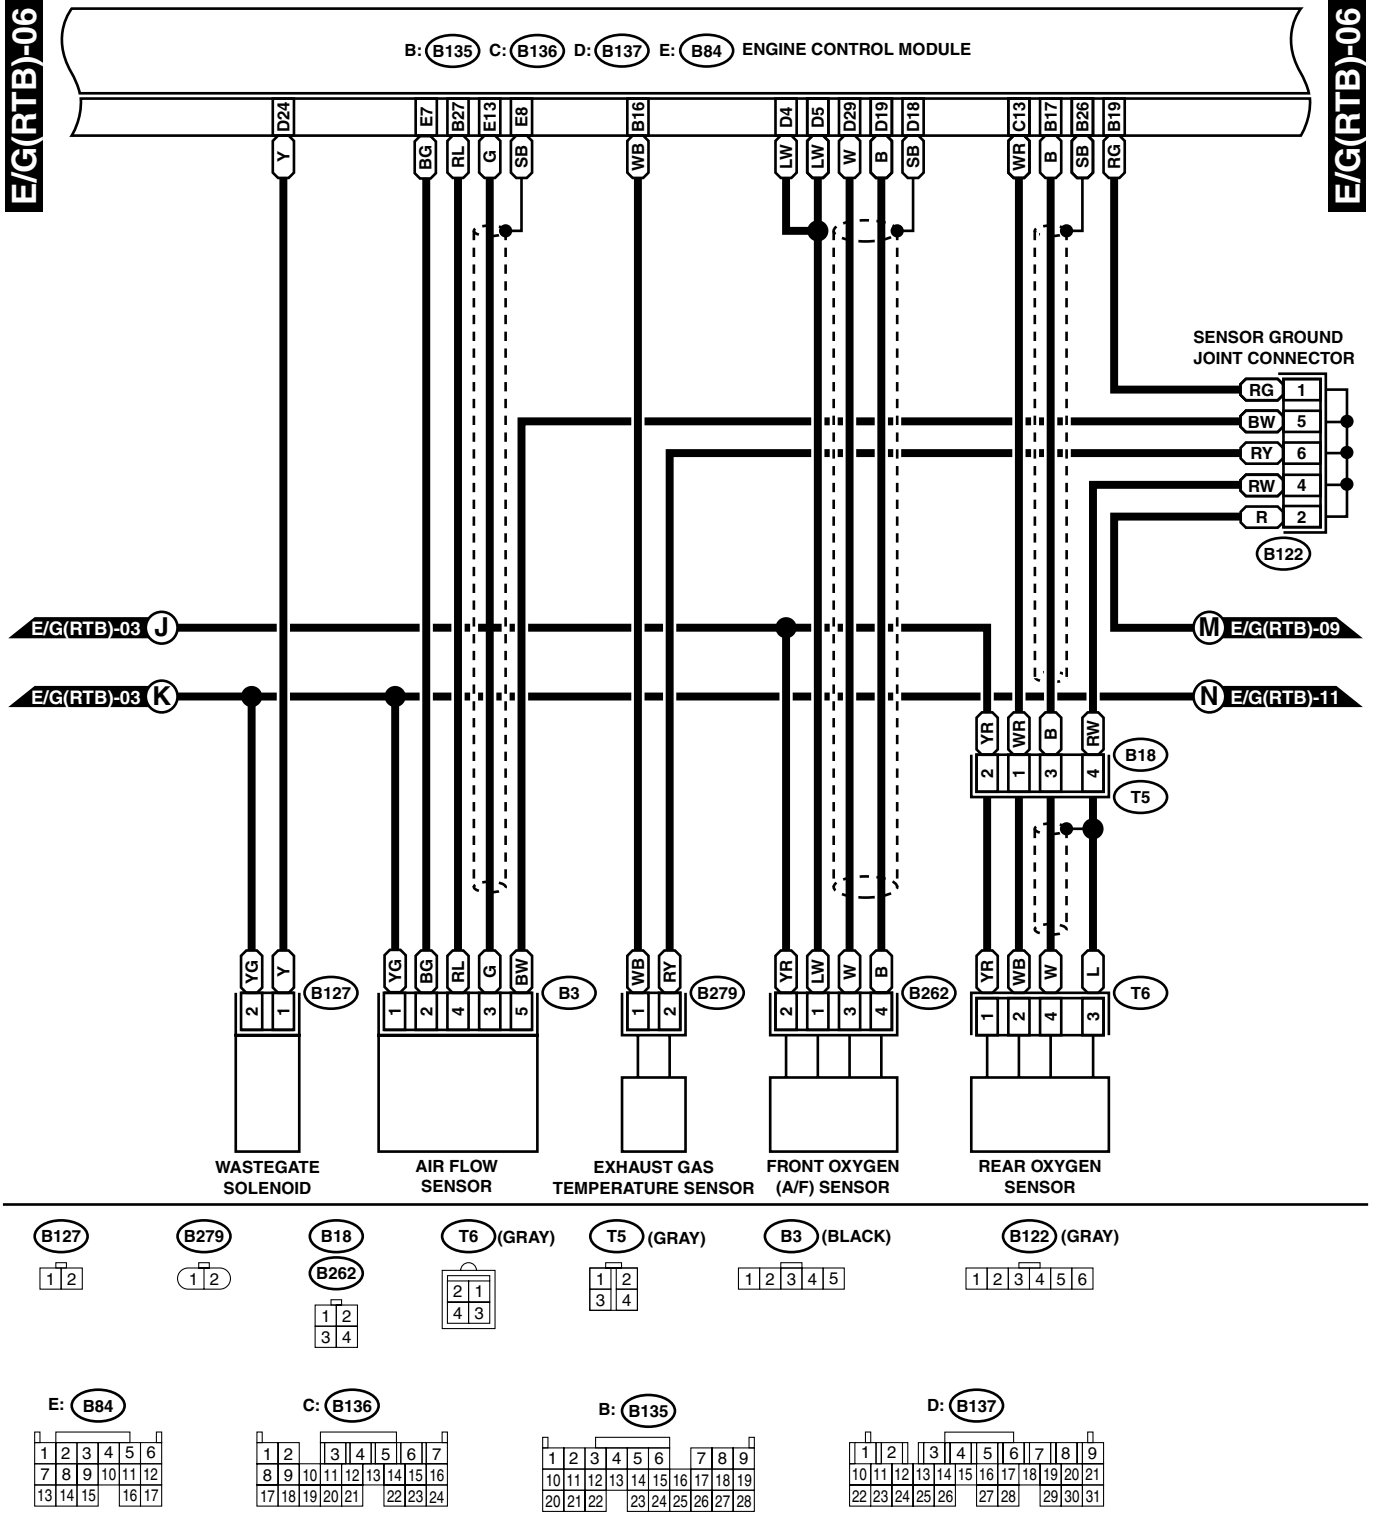 E/G(RTB)-06
E/G(RTB)-06
B: B135 C: B136 D: B137 E: B84 ENGINE CONTROL MODULE
D24 E7 B27 E13 E8 B16 D4 D5 D29 D19 D18 C13 B17 B26 B19
Y BG RL G SB WB LW LW W B SB WR B SB RG
SENSOR GROUND
JOINT CONNECTOR
RG 1
BW 5
RY 6
RW 4
R 2
B122
E/G(RTB)-03 J
M E/G(RTB)-09
E/G(RTB)-03 K
N E/G(RTB)-11
YR WR B RW
B18
2 1 3 4
T5
YG Y B127
YG BG RL G BW B3
WB RY B279
YR LW W B B262
YR WB W L T6
2 1
1 2 4 3 5
1 2
2 1 3 4
1 2 4 3
WASTEGATE
SOLENOID
AIR FLOW
SENSOR
EXHAUST GAS
TEMPERATURE SENSOR
FRONT OXYGEN
(A/F) SENSOR
REAR OXYGEN
SENSOR
B127
1 2
B279
1 2
B18
B262
1 2
3 4
T6 (GRAY)
2 1
4 3
T5 (GRAY)
1 2
3 4
B3 (BLACK)
1 2 3 4 5
B122 (GRAY)
1 2 3 4 5 6
E: B84
1 2 3 4 5 6
7 8 9 10 11 12
13 14 15 16 17
C: B136
1 2 3 4 5 6 7
8 9 10 11 12 13 14 15 16
17 18 19 20 21 22 23 24
B: B135
1 2 3 4 5 6 7 8 9
10 11 12 13 14 15 16 17 18 19
20 21 22 23 24 25 26 27 28
D: B137
1 2 3 4 5 6 7 8 9
10 11 12 13 14 15 16 17 18 19 20 21
22 23 24 25 26 27 28 29 30 31